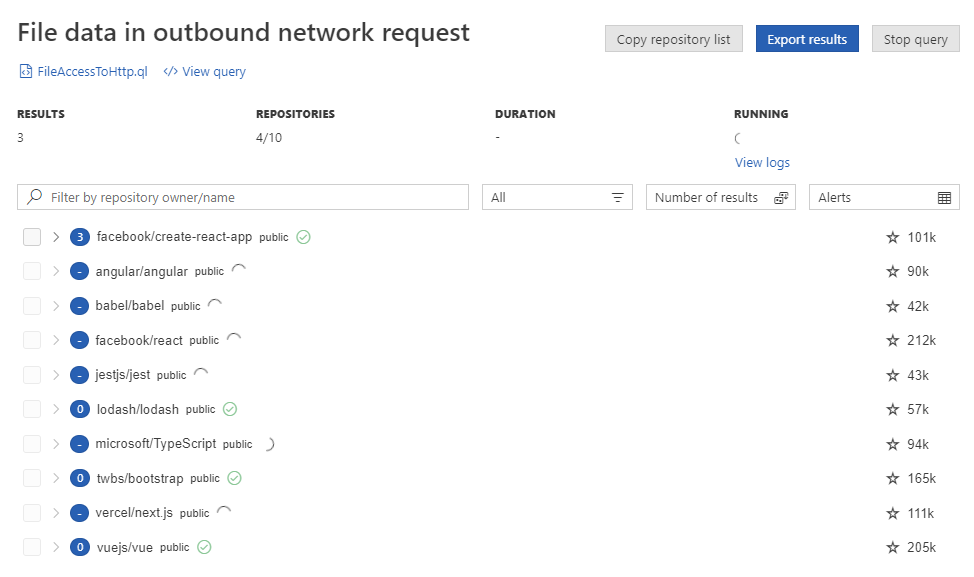 File data in outbound network request
Copy repository list
Export results
Stop query
FileAccessToHttp.ql
</> View query
RESULTS REPOSITORIES DURATION RUNNING
3 4/10 -
View logs
Filter by repository owner/name All Number of results Alerts
3 facebook/create-react-app public 101k
- angular/angular public 90k
- babel/babel public 42k
- facebook/react public 212k
- jestjs/jest public 43k
0 lodash/lodash public 57k
- microsoft/TypeScript public 94k
0 twbs/bootstrap public 165k
- vercel/next.js public 111k
0 vuejs/vue public 205k